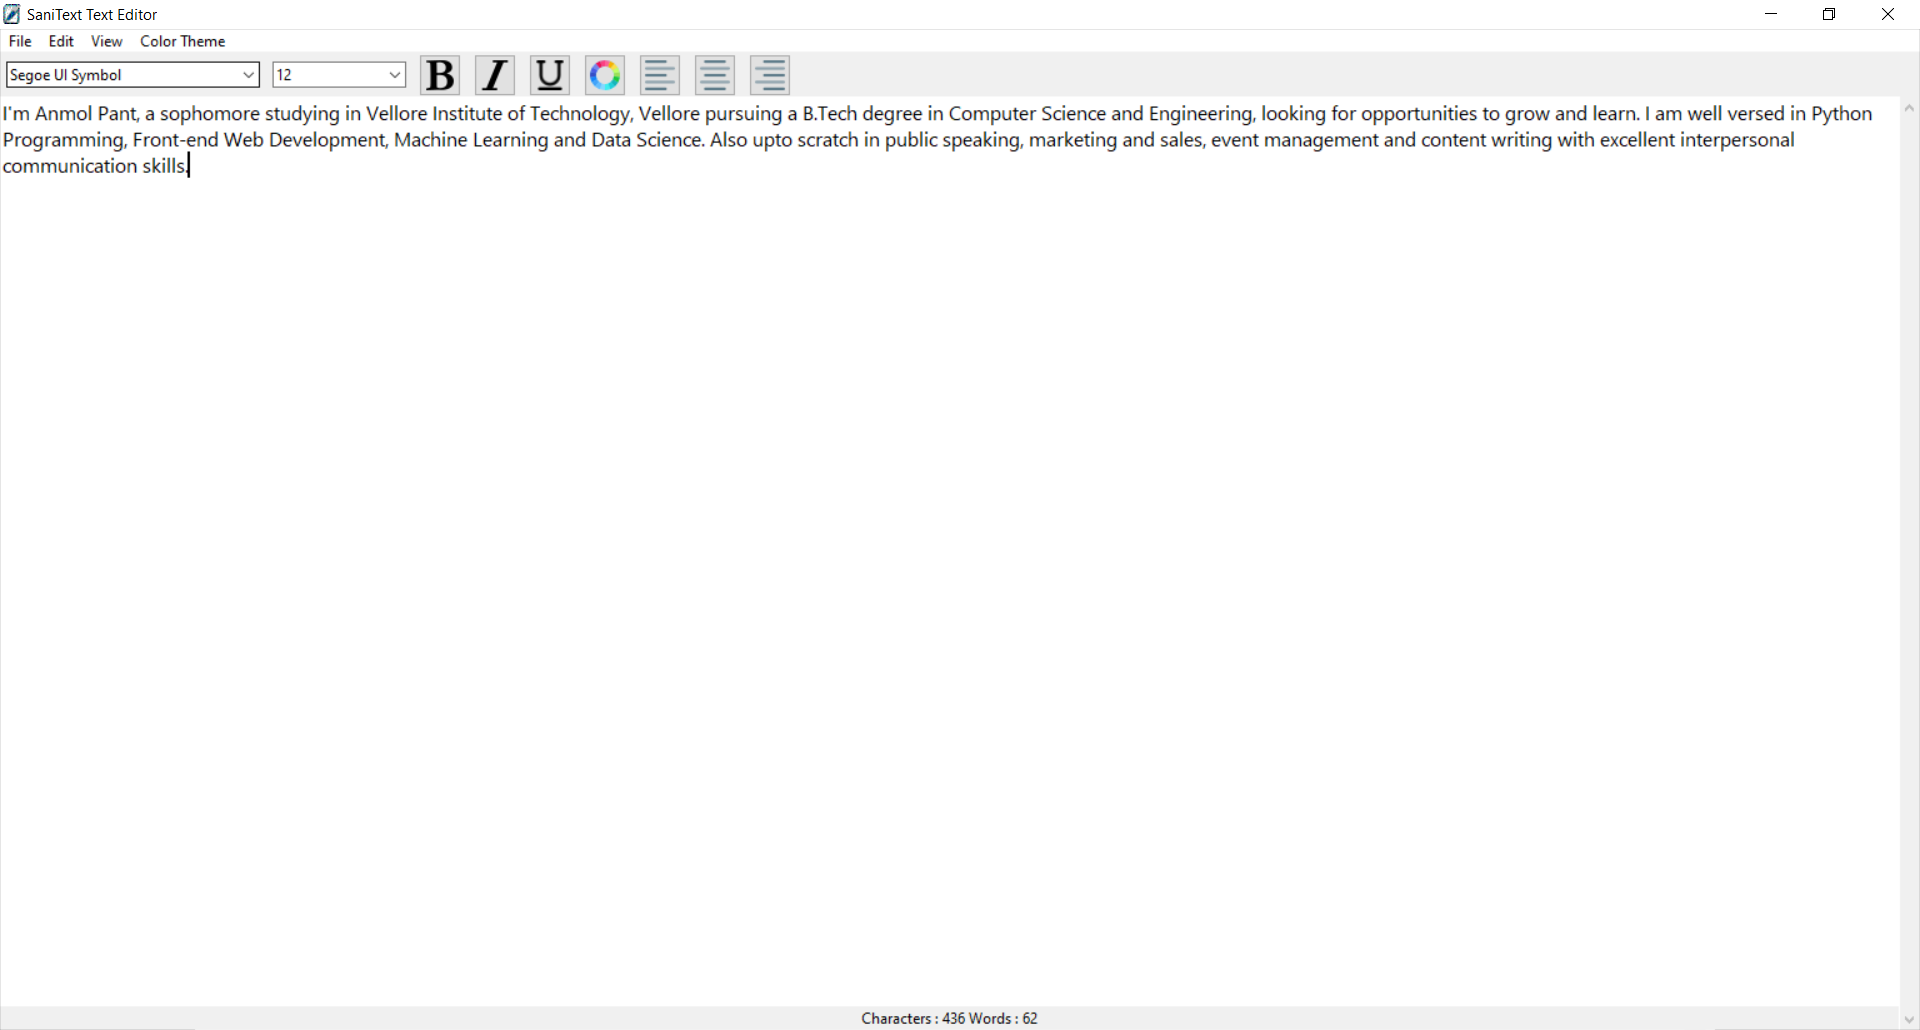 SaniText Text Editor
File Edit View Color Theme
Segoe UI Symbol 12 B I U
I'm Anmol Pant, a sophomore studying in Vellore Institute of Technology, Vellore pursuing a B.Tech degree in Computer Science and Engineering, looking for opportunities to grow and learn. I am well versed in Python
Programming, Front-end Web Development, Machine Learning and Data Science. Also upto scratch in public speaking, marketing and sales, event management and content writing with excellent interpersonal
communication skills.
Characters : 436 Words : 62